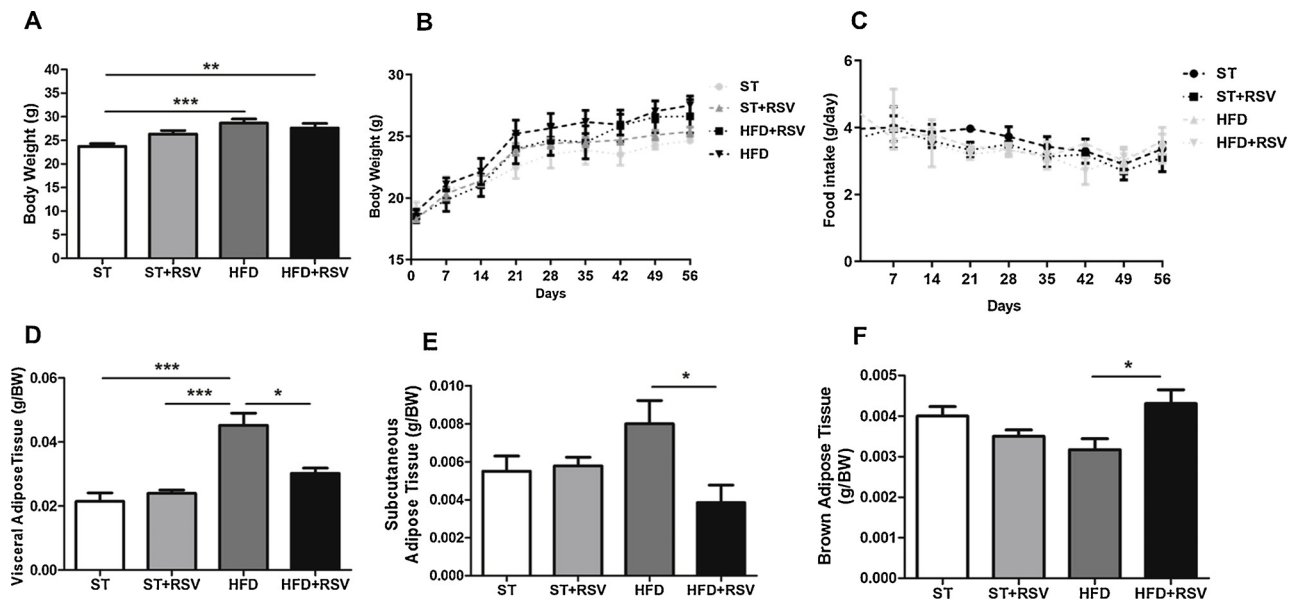 A
Body Weight (g)
40
35
30
25
20
15
10
5
0
**
***
ST ST+RSV HFD HFD+RSV
B
Body Weight (g)
30
25
20
15
0 7 14 21 28 35 42 49 56
Days
ST
ST+RSV
HFD+RSV
HFD
C
Food intake (g/day)
6
4
2
0
7 14 21 28 35 42 49 56
Days
ST
ST+RSV
HFD
HFD+RSV
D
Visceral AdiposeTissue (g/BW)
0.06
0.04
0.02
0.00
***
*** *
ST ST+RSV HFD HFD+RSV
E
Subcutaneous
Adipose Tissue (g/BW)
0.010
0.008
0.006
0.004
0.002
0.000
*
ST ST+RSV HFD HFD+RSV
F
Brown Adipose Tissue
(g/BW)
0.005
0.004
0.003
0.002
0.001
0.000
*
ST ST+RSV HFD HFD+RSV